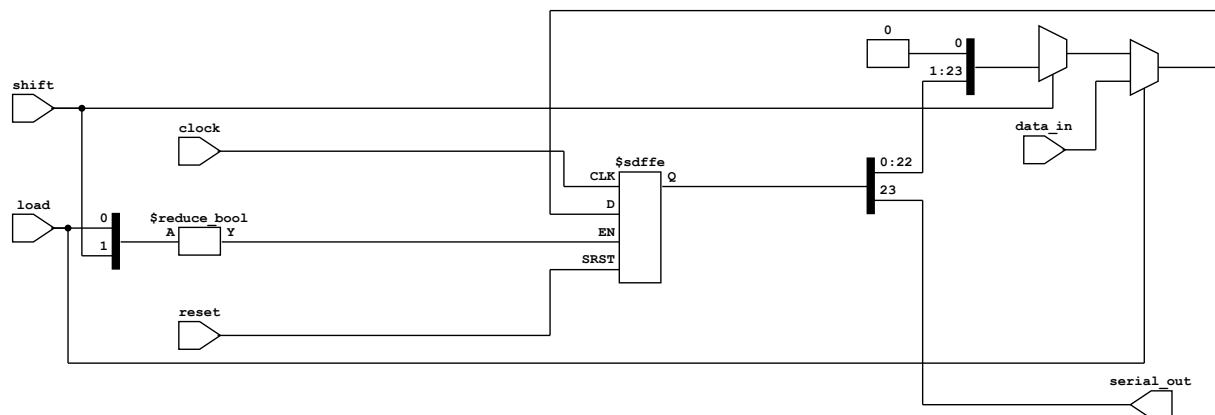 0
0
1:23
shift
clock
data_in
$sdffe
0:22
CLK
Q
D
23
load
0
$reduce_bool
1
A
Y
EN
SRST
reset
serial_out